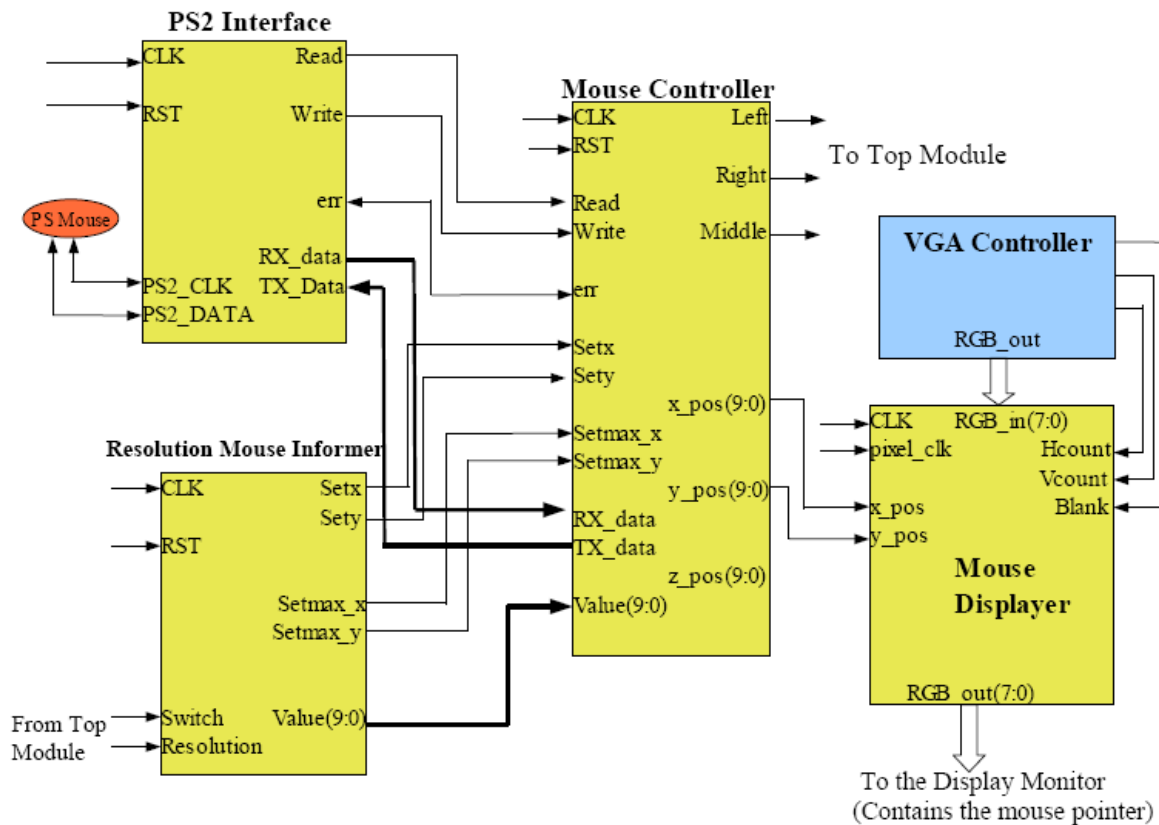 PS2 Interface
CLK
Read
RST
Write
err
PS Mouse
RX_data
PS2_CLK
TX_Data
PS2_DATA
Mouse Controller
CLK
Left
RST
To Top Module
Right
Read
Write
Middle
err
Setx
Sety
x_pos(9:0)
Setmax_x
Setmax_y
y_pos(9:0)
RX_data
TX_data
z_pos(9:0)
Value(9:0)
VGA Controller
RGB_out
CLK
RGB_in(7:0)
pixel_clk
Hcount
Vcount
x_pos
Blank
y_pos
Mouse
Displayer
RGB_out(7:0)
To the Display Monitor
(Contains the mouse pointer)
Resolution Mouse Informer
CLK
Setx
Sety
RST
Setmax_x
Setmax_y
From Top
Module
Switch
Value(9:0)
Resolution